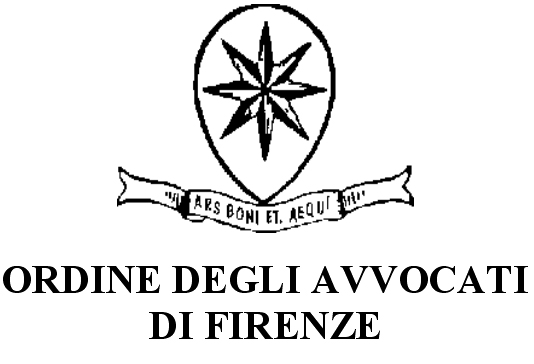 ARS BONI ET. AEQUI
ORDINE DEGLI AVVOCATI
DI FIRENZE